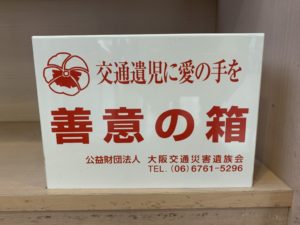 交通遺児に愛の手を
善意の箱
公益財団法人 大阪交通災害遺族会
TEL. (06) 6761-5296